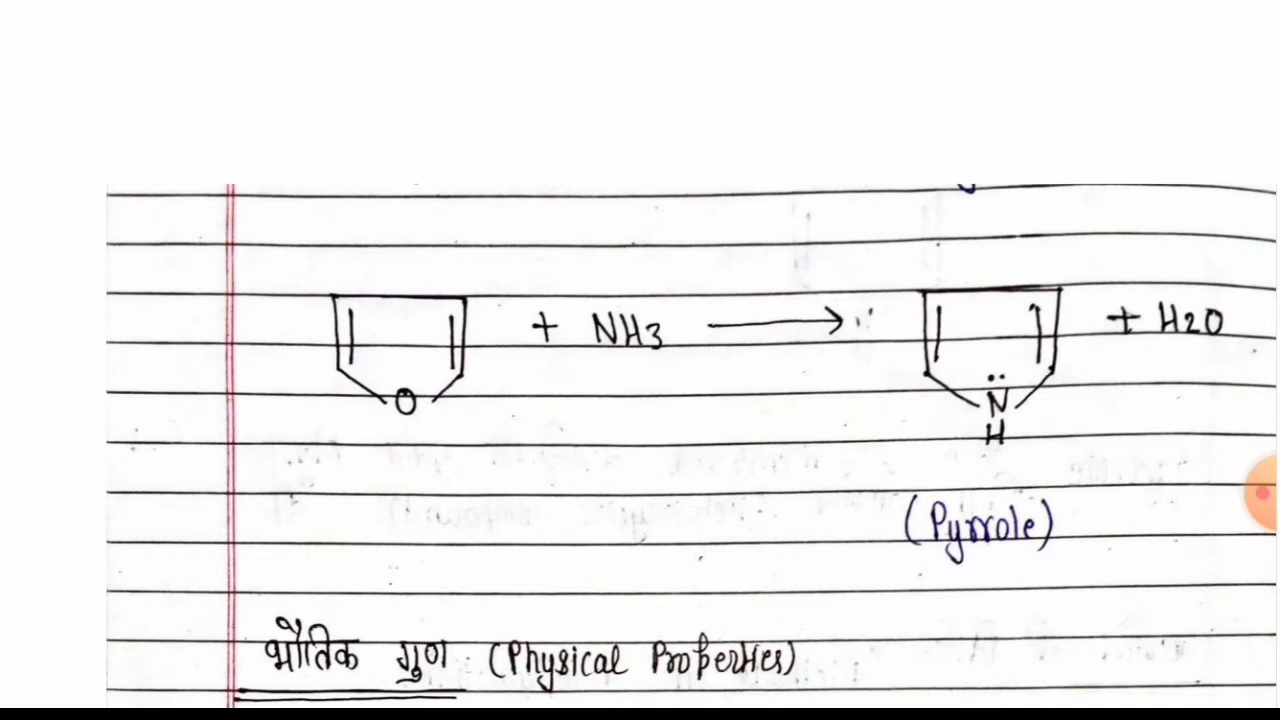 O + NH3 → N̈ + H2O
H
(Pyrrole)
भौतिक गुण (Physical Properties)